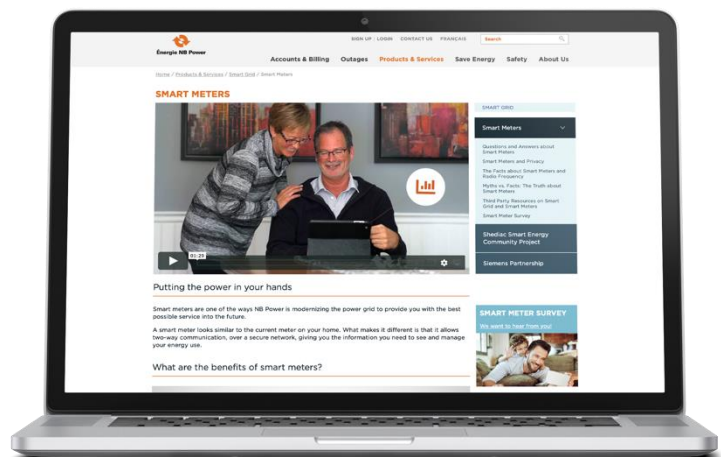 SIGN UP LOGIN CONTACT US FRANÇAIS Search
Énergie NB Power
Accounts & Billing Outages Products & Services Save Energy Safety About Us
Home / Products & Services / Smart Grid / Smart Meters
SMART METERS
01:29
Putting the power in your hands
Smart meters are one of the ways NB Power is modernizing the power grid to provide you with the best
possible service into the future.
A smart meter looks similar to the current meter on your home. What makes it different is that it allows
two-way communication, over a secure network, giving you the information you need to see and manage
your energy use.
What are the benefits of smart meters?
SMART GRID
Smart Meters
Questions and Answers about
Smart Meters
Smart Meters and Privacy
The Facts about Smart Meters and
Radio Frequency
Myths vs. Facts: The Truth about
Smart Meters
Third Party Resources on Smart
Grid and Smart Meters
Smart Meter Survey
Shediac Smart Energy
Community Project
Siemens Partnership
SMART METER SURVEY
We want to hear from you!